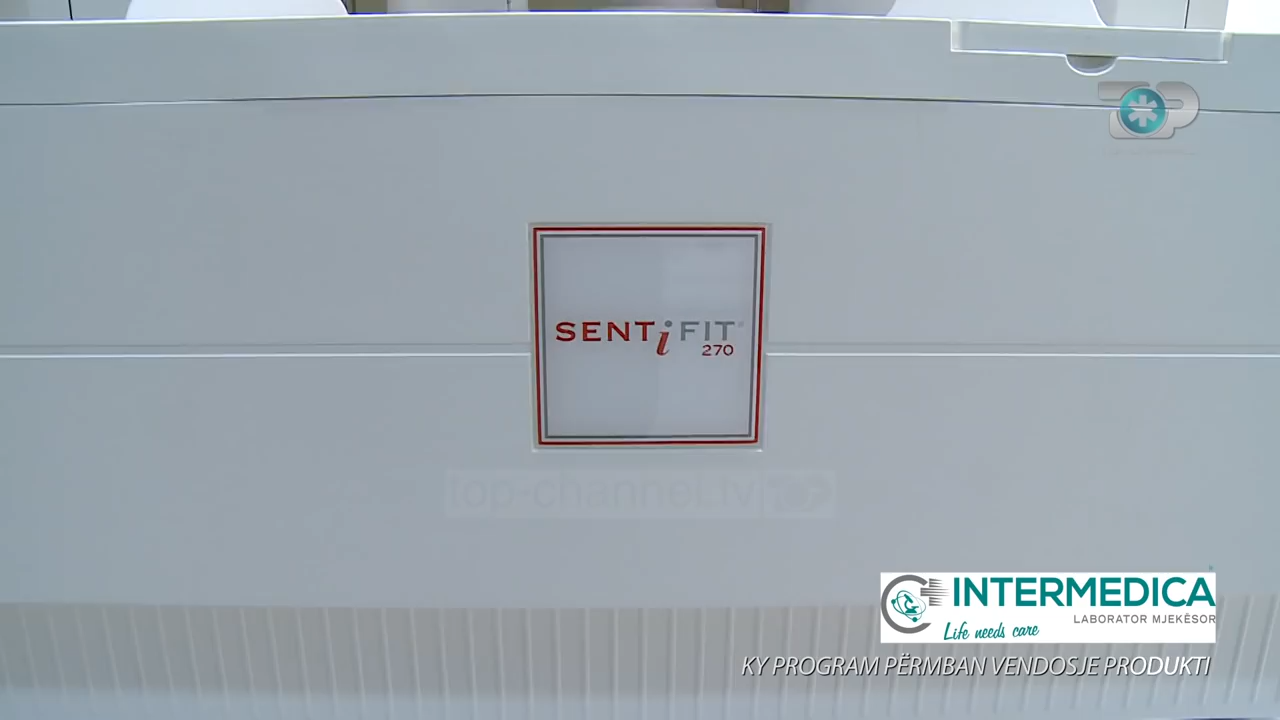 SENTiFIT
270
top-channel.tv
INTERMEDICA
LABORATOR MJEKËSOR
Life needs care
KY PROGRAM PËRMBAN VENDOSJE PRODUKTI